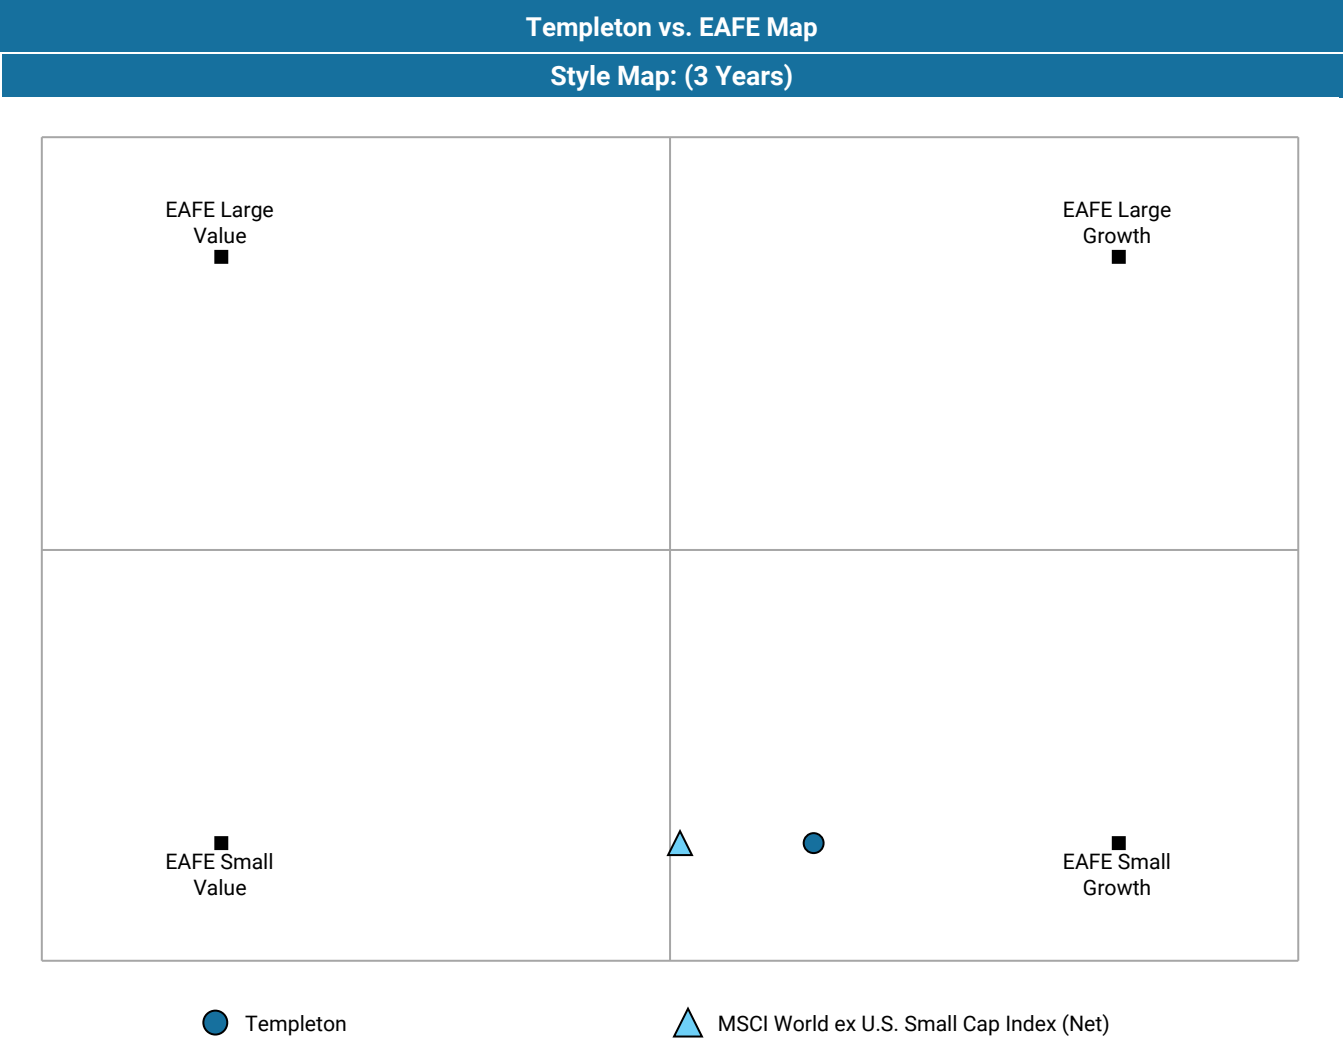 Templeton vs. EAFE Map
Style Map: (3 Years)
EAFE Large
Value
EAFE Large
Growth
EAFE Small
Value
EAFE Small
Growth
Templeton
MSCI World ex U.S. Small Cap Index (Net)